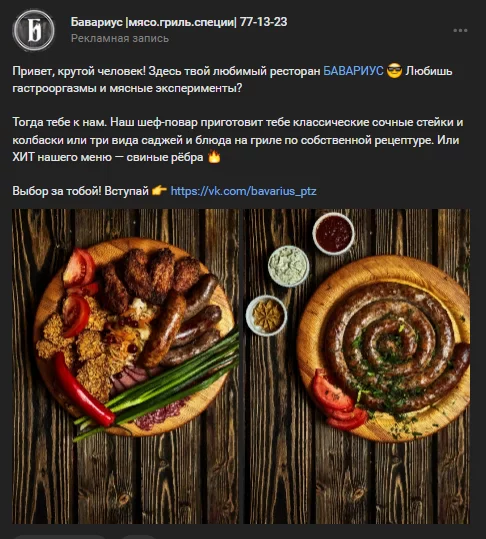 Бавариус |мясо.гриль.специи| 77-13-23
Рекламная запись
Привет, крутой человек! Здесь твой любимый ресторан БАВАРИУС 😎 Любишь
гастрооргазмы и мясные эксперименты?
Тогда тебе к нам. Наш шеф-повар приготовит тебе классические сочные стейки и
колбаски или три вида саджей и блюда на гриле по собственной рецептуре. Или
ХИТ нашего меню — свиные рёбра 🔥
Выбор за тобой! Вступай 👉 https://vk.com/bavarius_ptz